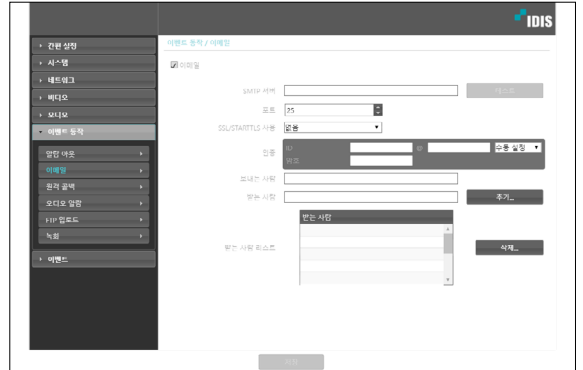 IDIS
간편 설정
시스템
네트워크
비디오
오디오
이벤트 동작
알람 아웃
이메일
원격 콜백
오디오 알람
FTP 업로드
녹화
이벤트
이벤트 동작 / 이메일
이메일
SMTP 서버
테스트
포트 25
SSL/STARTTLS 사용 없음
인증 ID @ 수동 설정
암호
보내는 사람
받는 사람 추가...
받는 사람
받는 사람 리스트 삭제...
저장